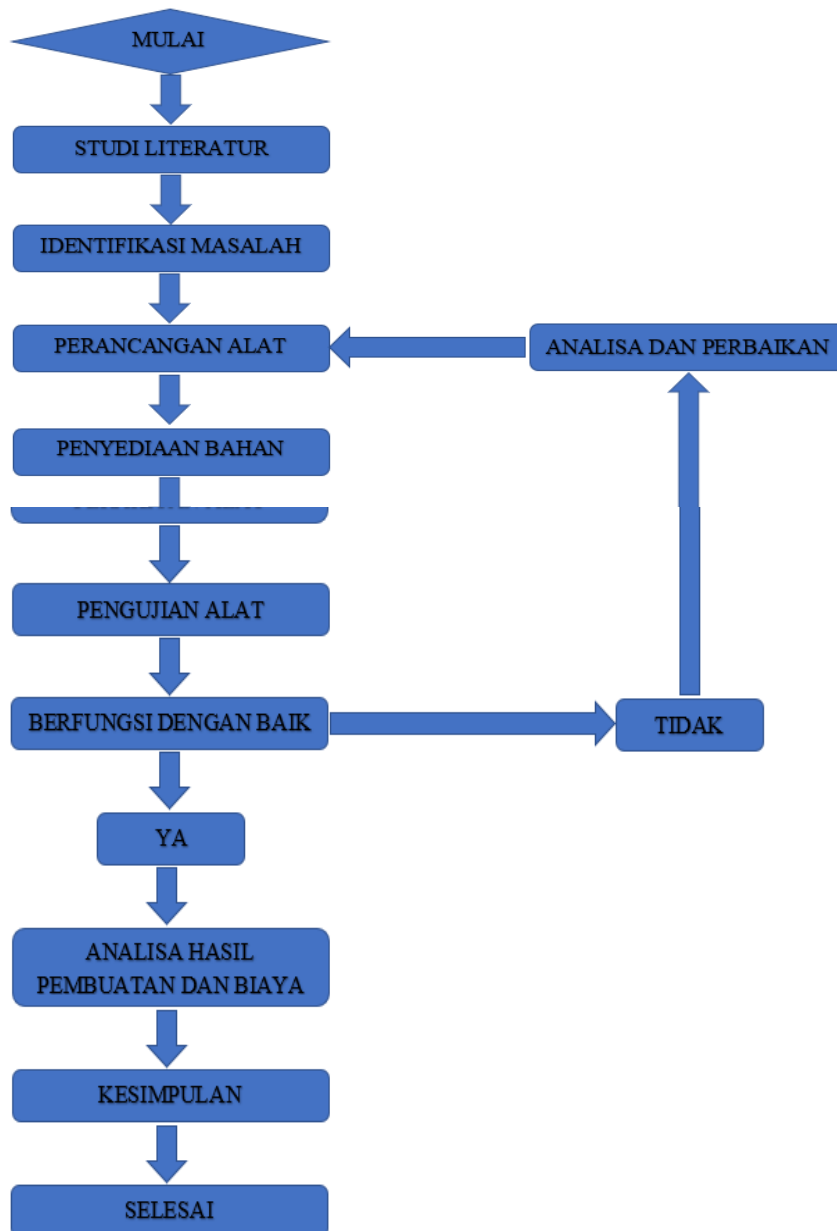 MULAI
STUDI LITERATUR
IDENTIFIKASI MASALAH
PERANCANGAN ALAT
ANALISA DAN PERBAIKAN
PENYEDIAAN BAHAN
PENGUJIAN ALAT
BERFUNGSI DENGAN BAIK
TIDAK
YA
ANALISA HASIL
PEMBUATAN DAN BIAYA
KESIMPULAN
SELESAI